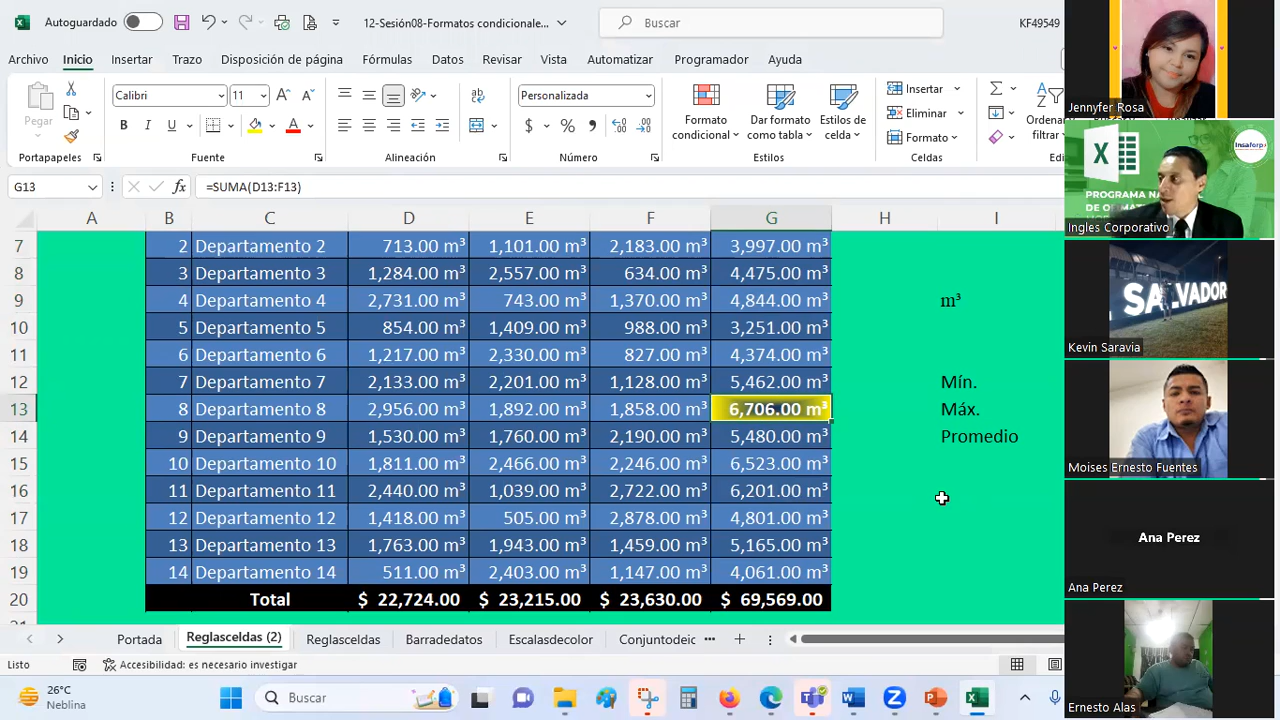 Autoguardado 12-Sesión08-Formatos condicionale... Buscar KF49549
Archivo Inicio Insertar Trazo Disposición de página Fórmulas Datos Revisar Vista Automatizar Programador Ayuda
Pegar
Calibri 11
N K S A
Personalizada
$ % 000
Formato condicional
Dar formato como tabla
Estilos de celda
Insertar
Eliminar
Formato
Ordenar
filtrar
Portapapeles Fuente Alineación Número Estilos Celdas
G13 fx =SUMA(D13:F13)
A B C D E F G H I
7 2 Departamento 2 713.00 m³ 1,101.00 m³ 2,183.00 m³ 3,997.00 m³
8 3 Departamento 3 1,284.00 m³ 2,557.00 m³ 634.00 m³ 4,475.00 m³
9 4 Departamento 4 2,731.00 m³ 743.00 m³ 1,370.00 m³ 4,844.00 m³ m³
10 5 Departamento 5 854.00 m³ 1,409.00 m³ 988.00 m³ 3,251.00 m³
11 6 Departamento 6 1,217.00 m³ 2,330.00 m³ 827.00 m³ 4,374.00 m³
12 7 Departamento 7 2,133.00 m³ 2,201.00 m³ 1,128.00 m³ 5,462.00 m³ Mín.
13 8 Departamento 8 2,956.00 m³ 1,892.00 m³ 1,858.00 m³ 6,706.00 m³ Máx.
14 9 Departamento 9 1,530.00 m³ 1,760.00 m³ 2,190.00 m³ 5,480.00 m³ Promedio
15 10 Departamento 10 1,811.00 m³ 2,466.00 m³ 2,246.00 m³ 6,523.00 m³
16 11 Departamento 11 2,440.00 m³ 1,039.00 m³ 2,722.00 m³ 6,201.00 m³
17 12 Departamento 12 1,418.00 m³ 505.00 m³ 2,878.00 m³ 4,801.00 m³
18 13 Departamento 13 1,763.00 m³ 1,943.00 m³ 1,459.00 m³ 5,165.00 m³
19 14 Departamento 14 511.00 m³ 2,403.00 m³ 1,147.00 m³ 4,061.00 m³
20 Total $ 22,724.00 $ 23,215.00 $ 23,630.00 $ 69,569.00
Portada Reglasceldas (2) Reglasceldas Barradedatos Escalasdecolor Conjuntodeic ...
Listo Accesibilidad: es necesario investigar
26°C
Neblina
Buscar
Jennyfer Rosa
Insaforp
PROGRAMA NA
DE
Ingles Corporativo
SALVADOR
Kevin Saravia
Moises Ernesto Fuentes
Ana Perez
Ana Perez
Ernesto Alas